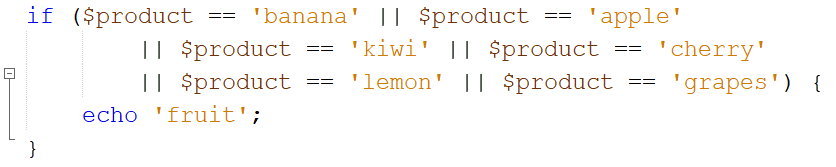 if ($product == 'banana' || $product == 'apple'
|| $product == 'kiwi' || $product == 'cherry'
|| $product == 'lemon' || $product == 'grapes') {
echo 'fruit';
}